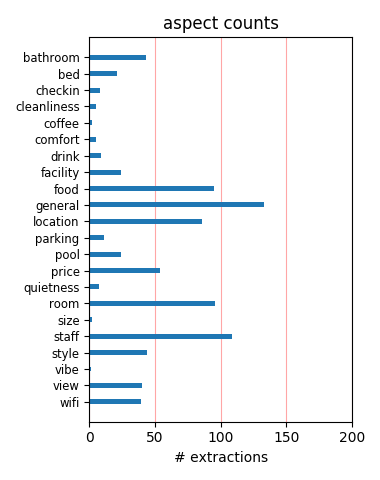 aspect counts
bathroom
bed
checkin
cleanliness
coffee
comfort
drink
facility
food
general
location
parking
pool
price
quietness
room
size
staff
style
vibe
view
wifi
0 50 100 150 200
# extractions